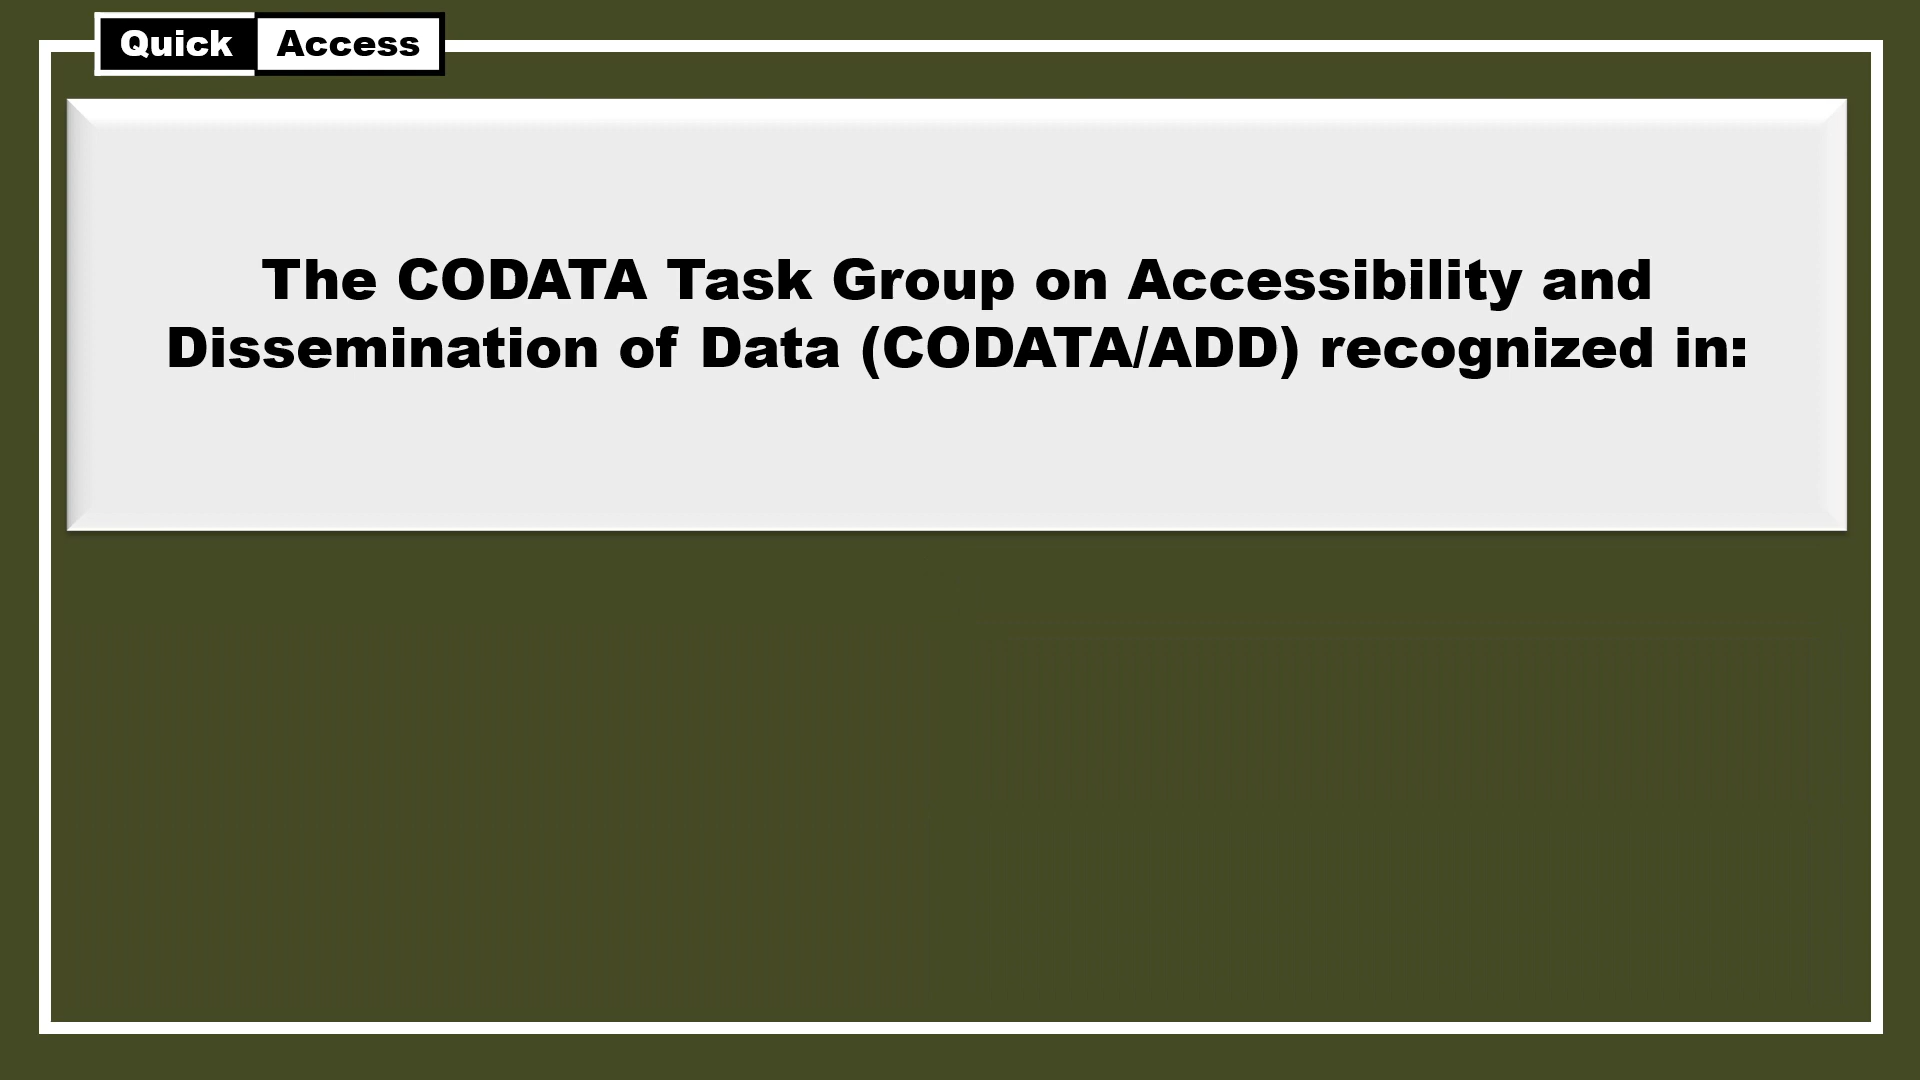 Quick Access
The CODATA Task Group on Accessibility and
Dissemination of Data (CODATA/ADD) recognized in: